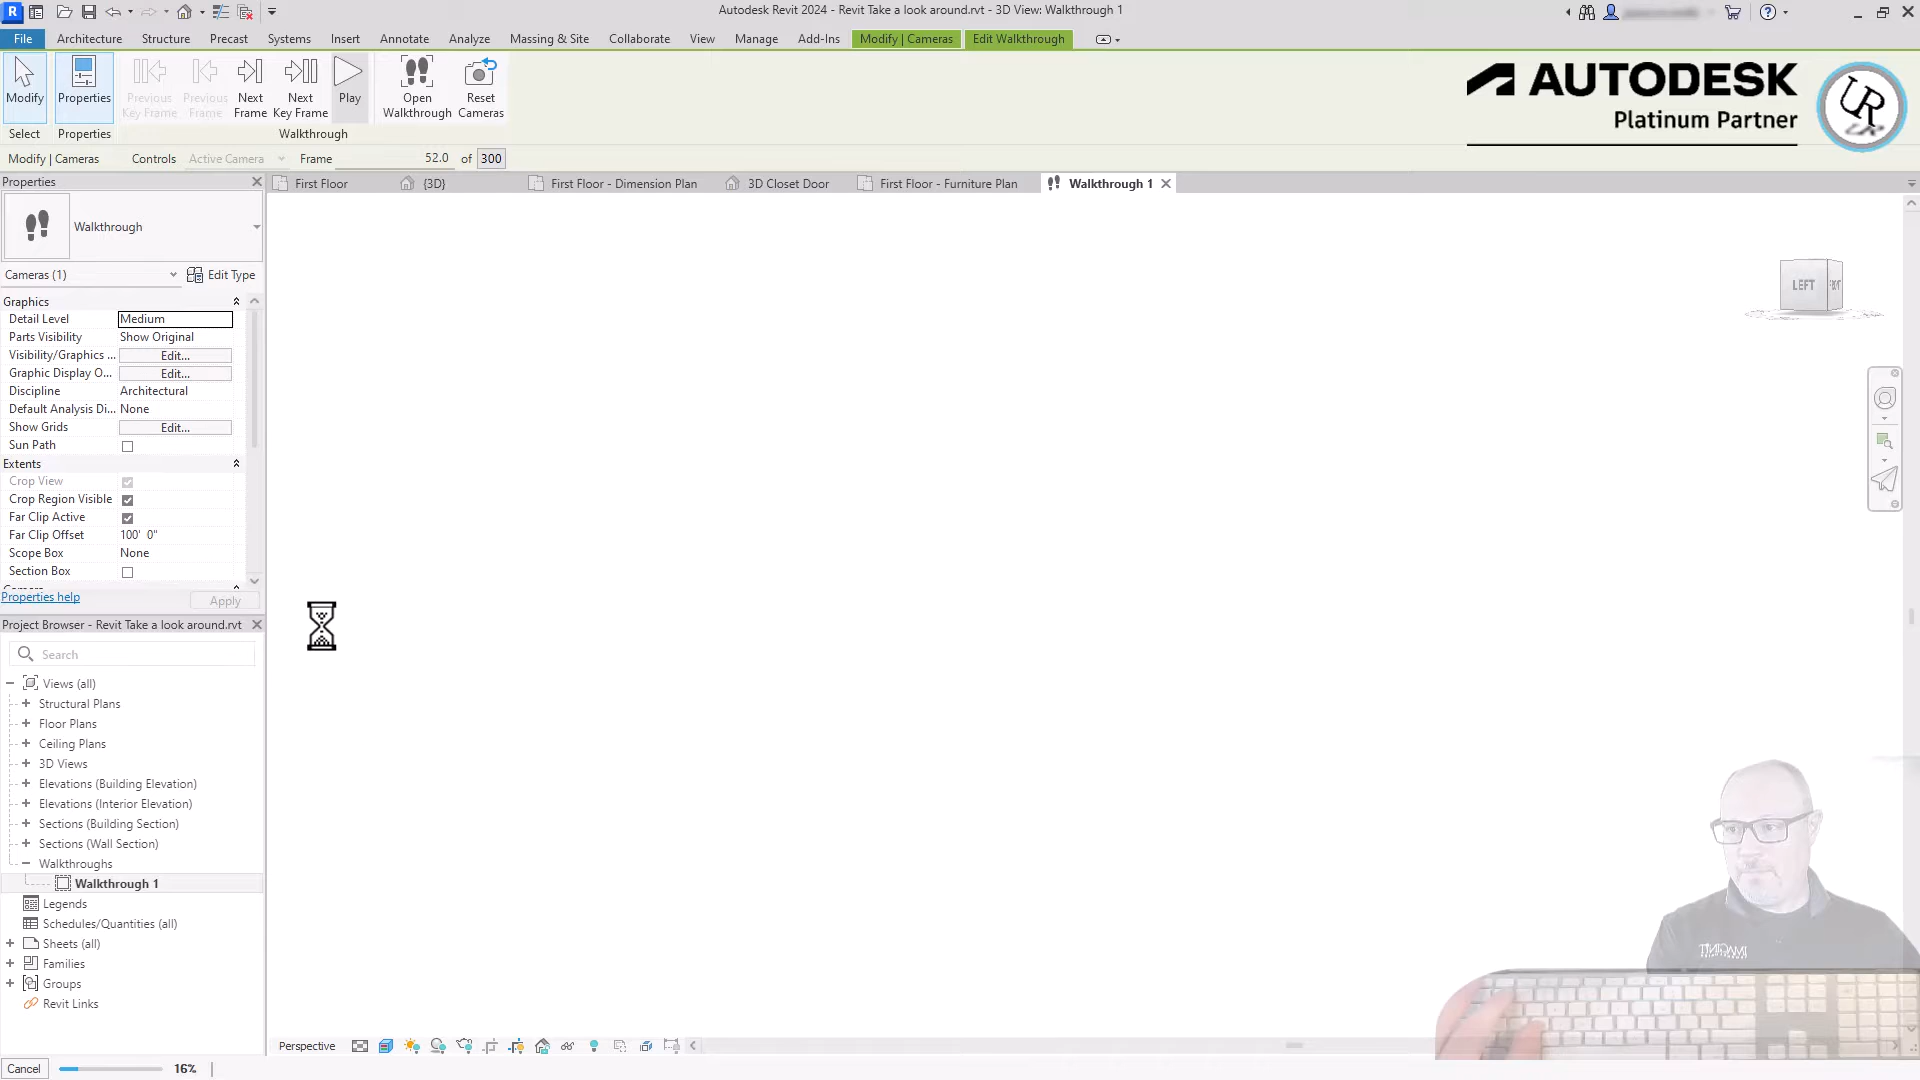 Autodesk Revit 2024 - Revit Take a look around.rvt - 3D View: Walkthrough 1
File Architecture Structure Precast Systems Insert Annotate Analyze Massing & Site Collaborate View Manage Add-Ins Modify | Cameras Edit Walkthrough
Modify
Properties
Previous Key Frame
Previous Frame
Next Frame
Next Key Frame
Play
Open Walkthrough
Reset Cameras
Select
Properties
Walkthrough
AUTODESK
Platinum Partner
UR
Modify | Cameras Controls Active Camera Frame 52.0 of 300
Properties
First Floor {3D} First Floor - Dimension Plan 3D Closet Door First Floor - Furniture Plan Walkthrough 1
Walkthrough
Cameras (1) Edit Type
Graphics
Detail Level Medium
Parts Visibility Show Original
Visibility/Graphics ... Edit...
Graphic Display O... Edit...
Discipline Architectural
Default Analysis Di... None
Show Grids Edit...
Sun Path
Extents
Crop View
Crop Region Visible
Far Clip Active
Far Clip Offset 100' 0"
Scope Box None
Section Box
Properties help Apply
LEFT FRONT
Project Browser - Revit Take a look around.rvt
Search
Views (all)
Structural Plans
Floor Plans
Ceiling Plans
3D Views
Elevations (Building Elevation)
Elevations (Interior Elevation)
Sections (Building Section)
Sections (Wall Section)
Walkthroughs
Walkthrough 1
Legends
Schedules/Quantities (all)
Sheets (all)
Families
Groups
Revit Links
Perspective
Cancel 16%